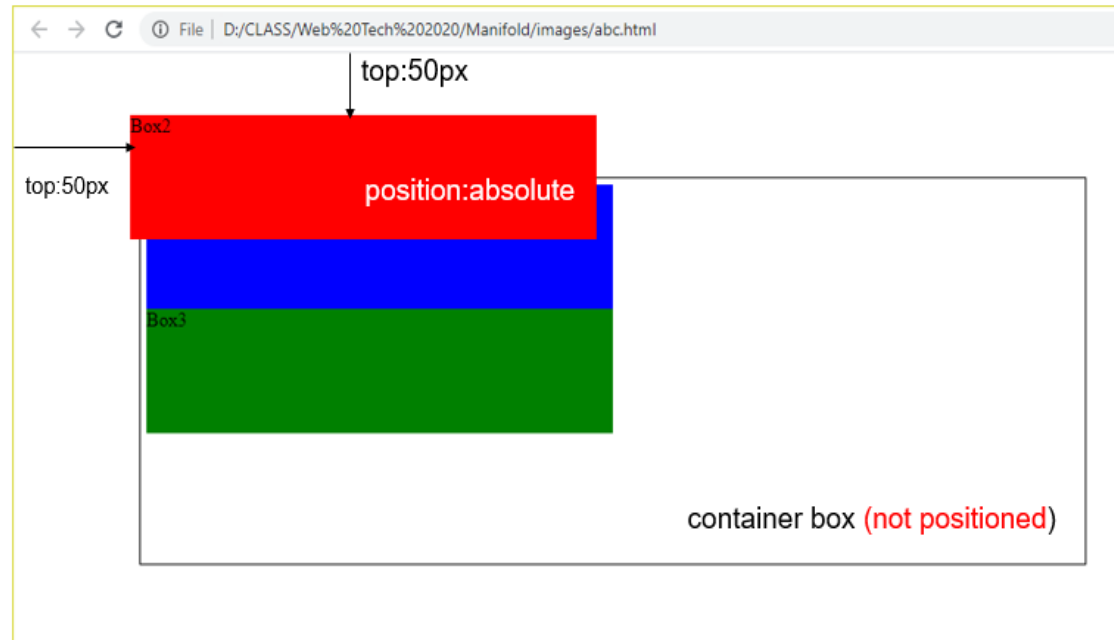 File | D:/CLASS/Web%20Tech%202020/Manifold/images/abc.html
top:50px
Box2
top:50px
position:absolute
Box3
container box (not positioned)